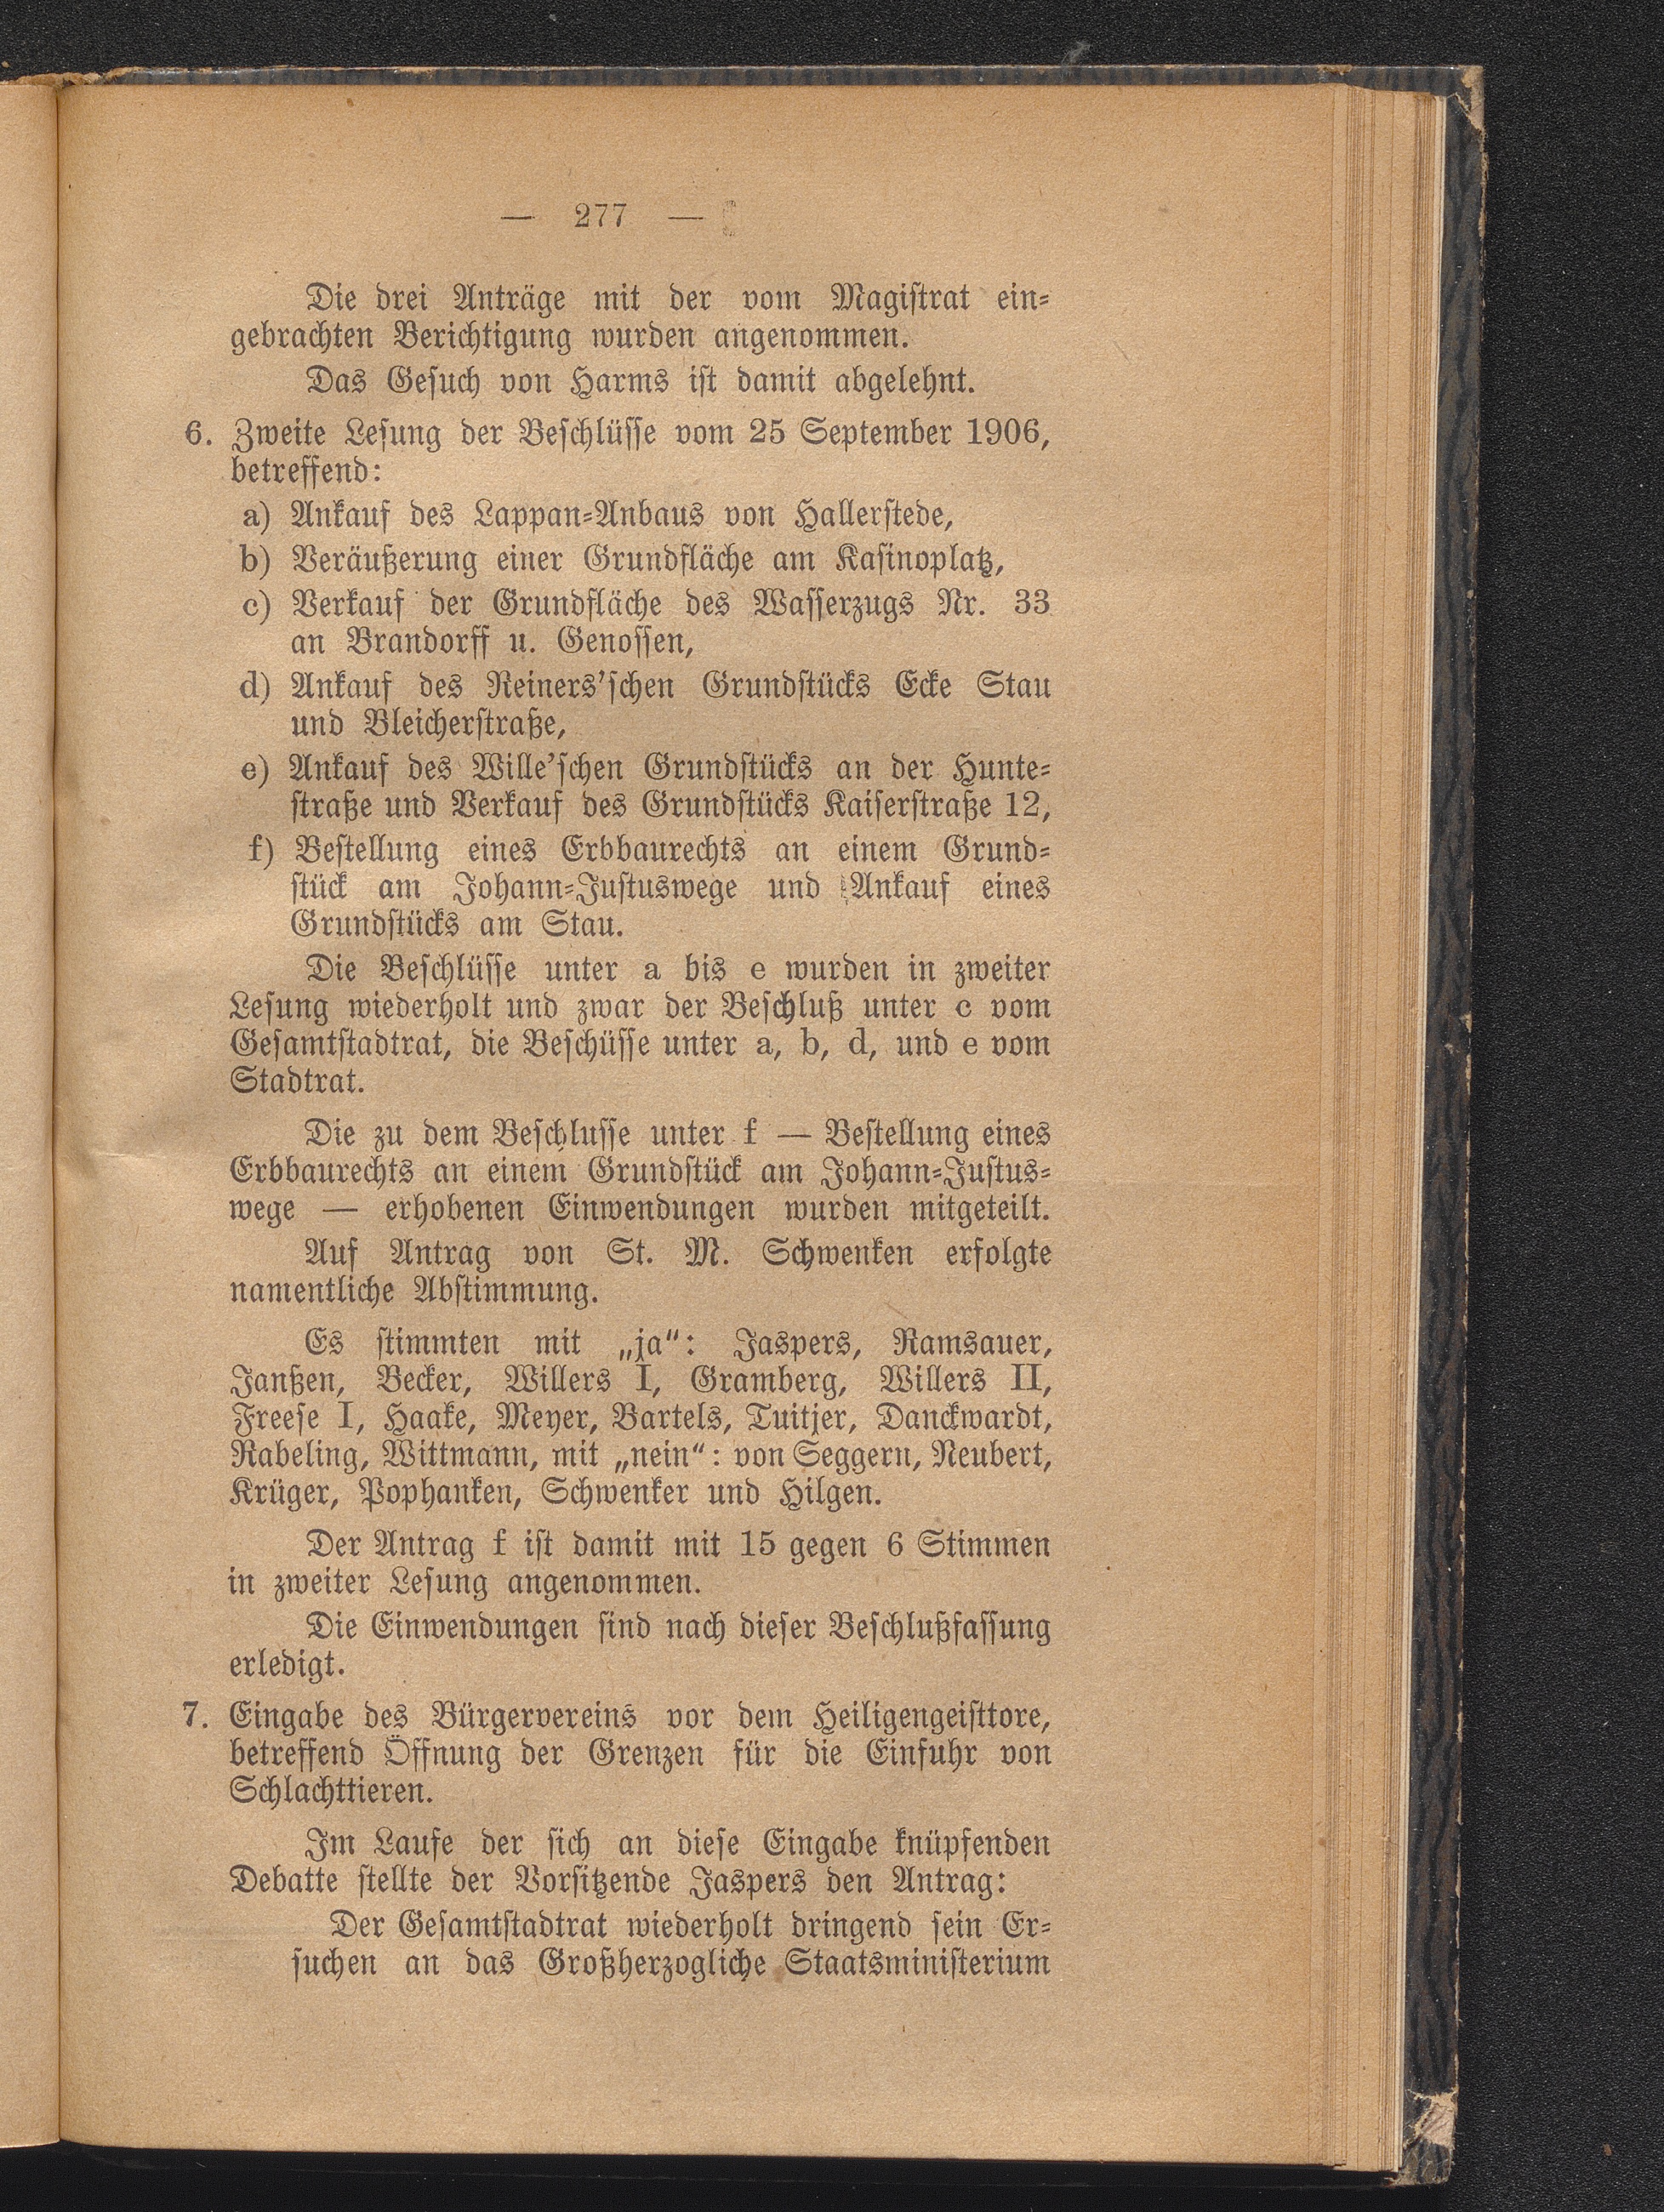 — 277 —
Die drei Anträge mit der vom Magistrat ein-
gebrachten Berichtigung wurden angenommen.
Das Gesuch von Harms ist damit abgelehnt.
6. Zweite Lesung der Beschlüsse vom 25 September 1906,
betreffend:
a) Ankauf des Lappan-Anbaus von Hallerstede,
b) Veräußerung einer Grundfläche am Kasinoplatz,
c) Verkauf der Grundfläche des Wasserzugs Nr. 33
an Brandorff u. Genossen,
d) Ankauf des Reiners'schen Grundstücks Ecke Stau
und Bleicherstraße,
e) Ankauf des Wille'schen Grundstücks an der Hunte-
straße und Verkauf des Grundstücks Kaiserstraße 12,
f) Bestellung eines Erbbaurechts an einem Grund-
stück am Johann-Justuswege und Ankauf eines
Grundstücks am Stau.
Die Beschlüsse unter a bis e wurden in zweiter
Lesung wiederholt und zwar der Beschluß unter c vom
Gesamtstadtrat, die Beschüsse unter a, b, d, und e vom
Stadtrat.
Die zu dem Beschlusse unter f — Bestellung eines
Erbbaurechts an einem Grundstück am Johann-Justus-
wege — erhobenen Einwendungen wurden mitgeteilt.
Auf Antrag von St. M. Schwenken erfolgte
namentliche Abstimmung.
Es stimmten mit „ja“: Jaspers, Ramsauer,
Janßen, Becker, Willers I, Gramberg, Willers II,
Freese I, Haake, Meyer, Bartels, Tuitjer, Danckwardt,
Rabeling, Wittmann, mit „nein“: von Seggern, Neubert,
Krüger, Pophanken, Schwenker und Hilgen.
Der Antrag f ist damit mit 15 gegen 6 Stimmen
in zweiter Lesung angenommen.
Die Einwendungen sind nach dieser Beschlußfassung
erledigt.
7. Eingabe des Bürgervereins vor dem Heiligengeisttore,
betreffend Öffnung der Grenzen für die Einfuhr von
Schlachttieren.
Im Laufe der sich an diese Eingabe knüpfenden
Debatte stellte der Vorsitzende Jaspers den Antrag:
Der Gesamtstadtrat wiederholt dringend sein Er-
suchen an das Großherzogliche Staatsministerium